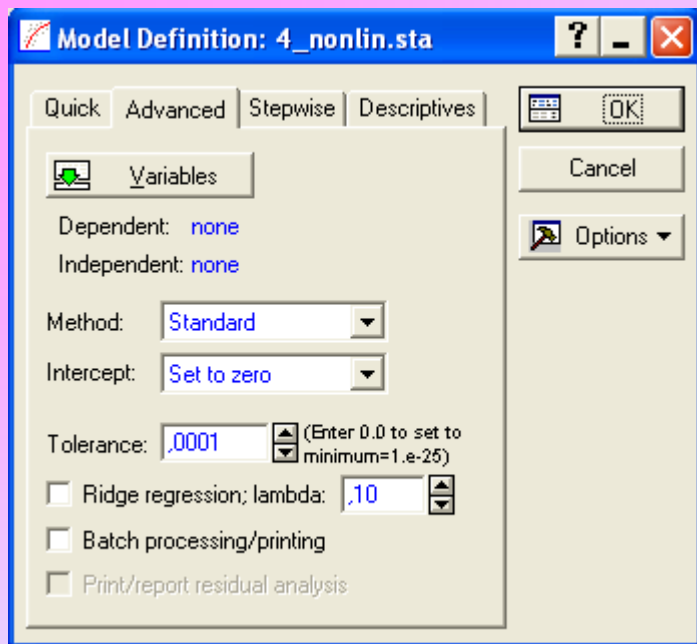 Model Definition: 4_nonlin.sta
Quick Advanced Stepwise Descriptives
OK
Cancel
Options
Variables
Dependent: none
Independent: none
Method: Standard
Intercept: Set to zero
Tolerance: ,0001 (Enter 0.0 to set to
minimum=1.e-25)
Ridge regression; lambda: ,10
Batch processing/printing
Print/report residual analysis